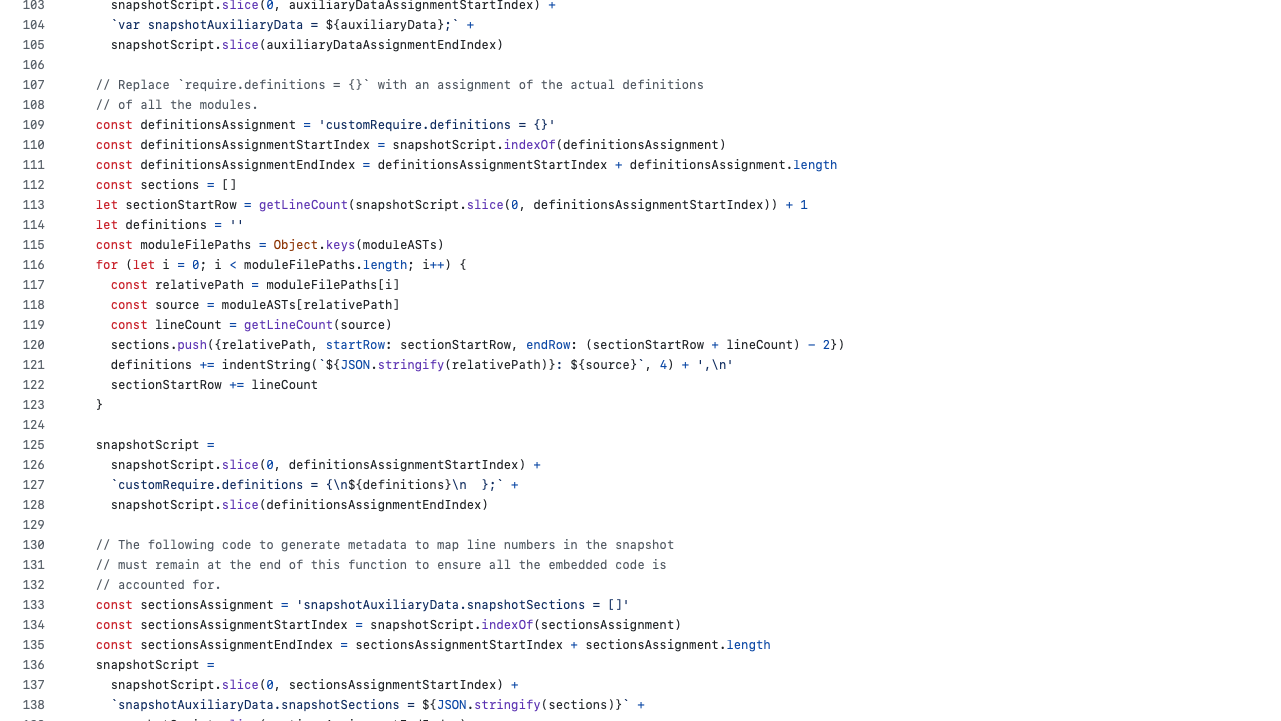 103         snapshotScript.slice(0, auxiliaryDataAssignmentStartIndex) +
104         `var snapshotAuxiliaryData = ${auxiliaryData};` +
105         snapshotScript.slice(auxiliaryDataAssignmentEndIndex)
106
107       // Replace `require.definitions = {}` with an assignment of the actual definitions
108       // of all the modules.
109       const definitionsAssignment = 'customRequire.definitions = {}'
110       const definitionsAssignmentStartIndex = snapshotScript.indexOf(definitionsAssignment)
111       const definitionsAssignmentEndIndex = definitionsAssignmentStartIndex + definitionsAssignment.length
112       const sections = []
113       let sectionStartRow = getLineCount(snapshotScript.slice(0, definitionsAssignmentStartIndex)) + 1
114       let definitions = ''
115       const moduleFilePaths = Object.keys(moduleASTs)
116       for (let i = 0; i < moduleFilePaths.length; i++) {
117         const relativePath = moduleFilePaths[i]
118         const source = moduleASTs[relativePath]
119         const lineCount = getLineCount(source)
120         sections.push({relativePath, startRow: sectionStartRow, endRow: (sectionStartRow + lineCount) - 2})
121         definitions += indentString(`${JSON.stringify(relativePath)}: ${source}`, 4) + ',\n'
122         sectionStartRow += lineCount
123       }
124
125       snapshotScript =
126         snapshotScript.slice(0, definitionsAssignmentStartIndex) +
127         `customRequire.definitions = {\n${definitions}\n  };` +
128         snapshotScript.slice(definitionsAssignmentEndIndex)
129
130       // The following code to generate metadata to map line numbers in the snapshot
131       // must remain at the end of this function to ensure all the embedded code is
132       // accounted for.
133       const sectionsAssignment = 'snapshotAuxiliaryData.snapshotSections = []'
134       const sectionsAssignmentStartIndex = snapshotScript.indexOf(sectionsAssignment)
135       const sectionsAssignmentEndIndex = sectionsAssignmentStartIndex + sectionsAssignment.length
136       snapshotScript =
137         snapshotScript.slice(0, sectionsAssignmentStartIndex) +
138         `snapshotAuxiliaryData.snapshotSections = ${JSON.stringify(sections)}` +